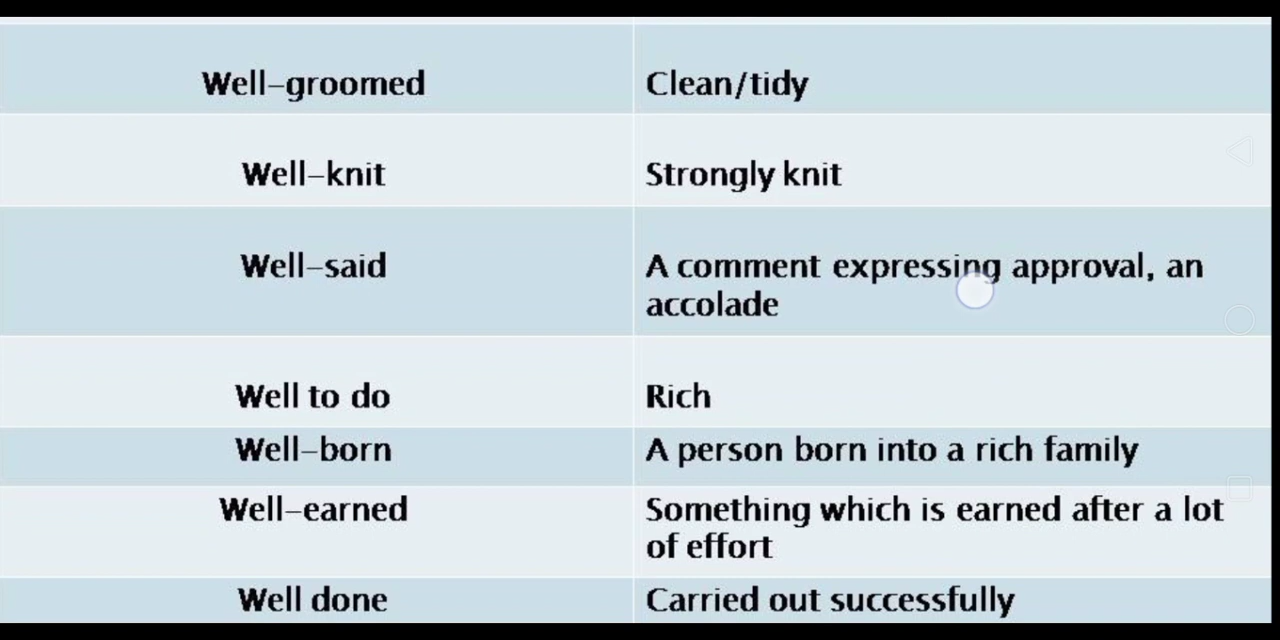 Well–groomed Clean/tidy
Well–knit Strongly knit
Well–said A comment expressing approval, an
accolade
Well to do Rich
Well–born A person born into a rich family
Well–earned Something which is earned after a lot
of effort
Well done Carried out successfully